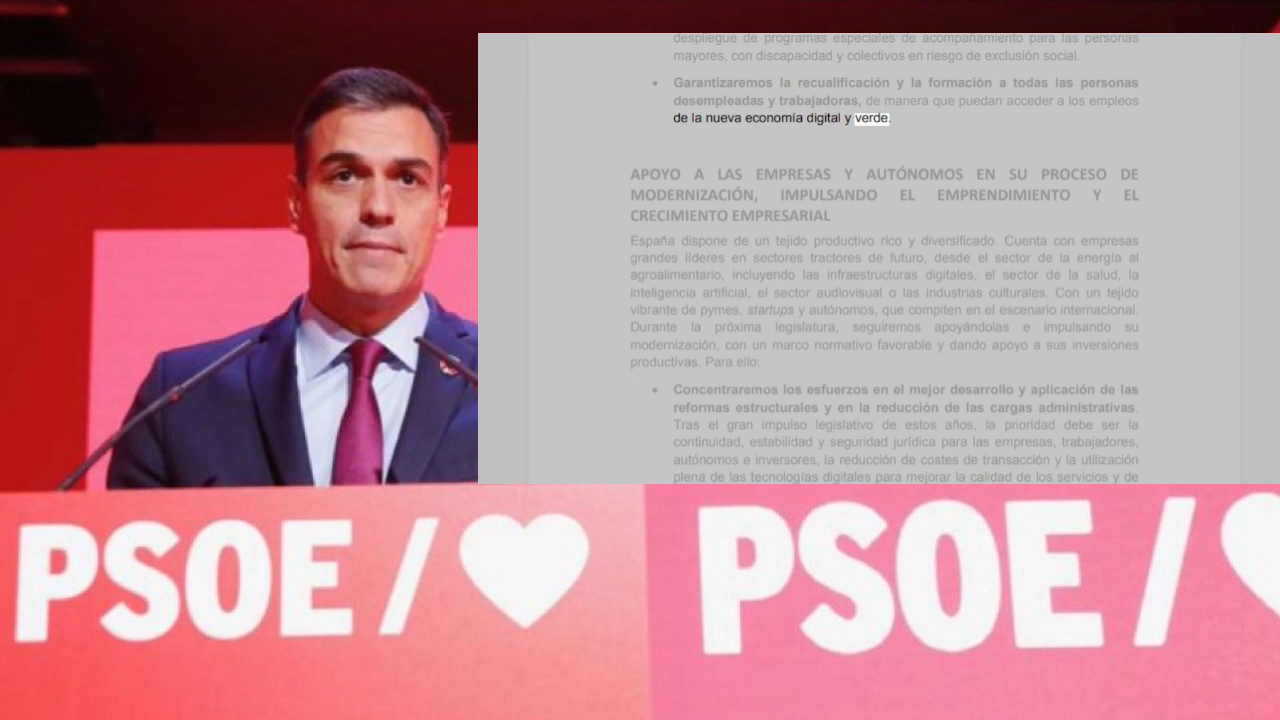 despliegue de programas especiales de acompañamiento para las personas
mayores, con discapacidad y colectivos en riesgo de exclusión social.
• Garantizaremos la recualificación y la formación a todas las personas
desempleadas y trabajadoras, de manera que puedan acceder a los empleos
de la nueva economía digital y verde.
APOYO A LAS EMPRESAS Y AUTÓNOMOS EN SU PROCESO DE
MODERNIZACIÓN, IMPULSANDO EL EMPRENDIMIENTO Y EL
CRECIMIENTO EMPRESARIAL
España dispone de un tejido productivo rico y diversificado. Cuenta con empresas
grandes líderes en sectores tractores de futuro, desde el sector de la energía al
agroalimentario, incluyendo las infraestructuras digitales, el sector de la salud, la
inteligencia artificial, el sector audiovisual o las industrias culturales. Con un tejido
vibrante de pymes, startups y autónomos, que compiten en el escenario internacional.
Durante la próxima legislatura, seguiremos apoyándolas e impulsando su
modernización, con un marco normativo favorable y dando apoyo a sus inversiones
productivas. Para ello:
• Concentraremos los esfuerzos en el mejor desarrollo y aplicación de las
reformas estructurales y en la reducción de las cargas administrativas.
Tras el gran impulso legislativo de estos años, la prioridad debe ser la
continuidad, estabilidad y seguridad jurídica para las empresas, trabajadores,
autónomos e inversores, la reducción de costes de transacción y la utilización
plena de las tecnologías digitales para mejorar la calidad de los servicios y de
PSOE/
PSOE/